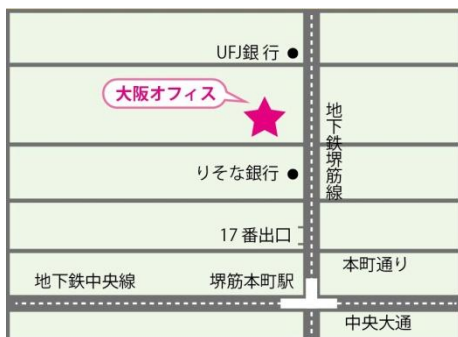 UFJ銀行
大阪オフィス
地下鉄堺筋線
りそな銀行
17番出口
本町通り
地下鉄中央線
堺筋本町駅
中央大通